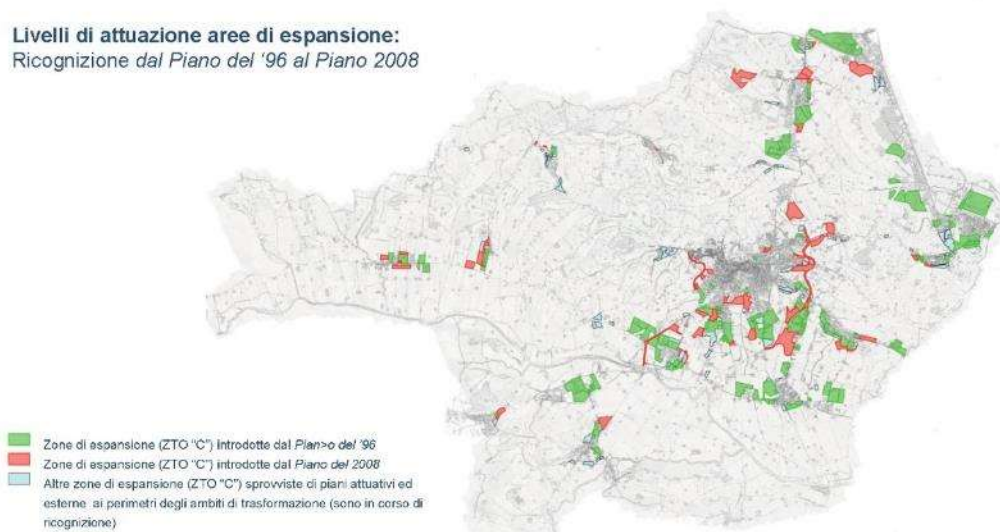 Livelli di attuazione aree di espansione:
Ricognizione dal Piano del '96 al Piano 2008
Zone di espansione (ZTO "C") introdotte dal Pian>o del '96
Zone di espansione (ZTO "C") introdotte dal Piano del 2008
Altre zone di espansione (ZTO "C") sprovviste di piani attuativi ed
esterne ai perimetri degli ambiti di trasformazione (sono in corso di
ricognizione)